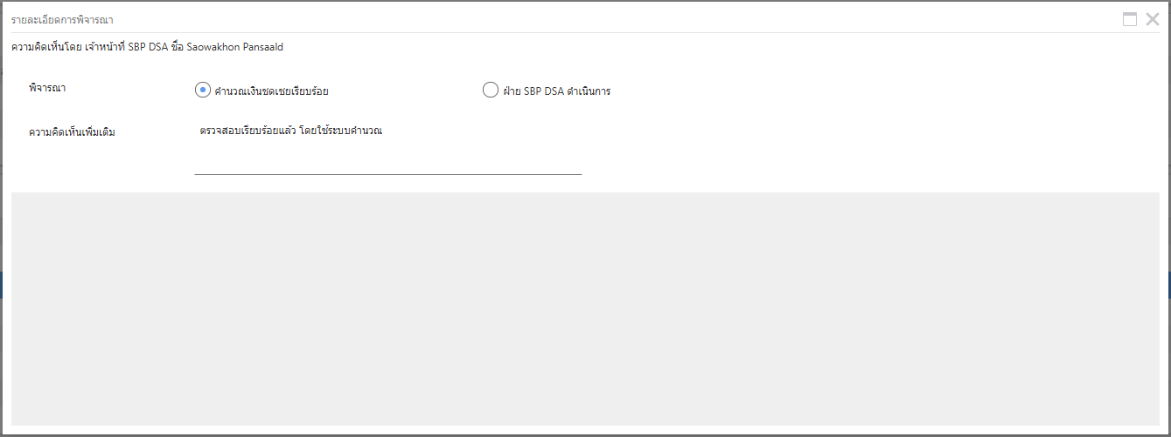 รายละเอียดการพิจารณา
ความคิดเห็นโดย เจ้าหน้าที่ SBP DSA ชื่อ Saowakhon Pansaald
พิจารณา คำนวณเงินชดเชยเรียบร้อย ฝ่าย SBP DSA ดำเนินการ
ความคิดเห็นเพิ่มเติม ตรวจสอบเรียบร้อยแล้ว โดยใช้ระบบคำนวณ